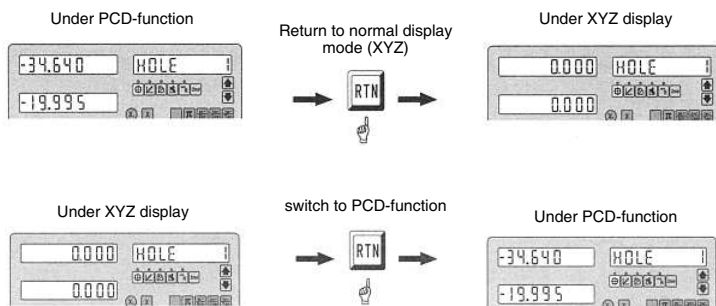 Under PCD-function
Return to normal display
mode (XYZ)
Under XYZ display
-34.640 HOLE 1
-19.995
RTN
0.000 HOLE 1
0.000
Under XYZ display
switch to PCD-function
Under PCD-function
0.000 HOLE 1
0.000
RTN
-34.640 HOLE 1
-19.995